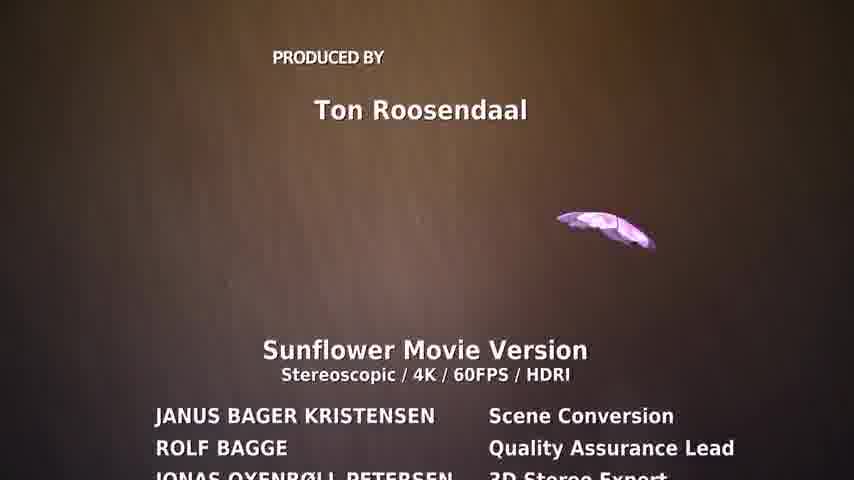 PRODUCED BY
Ton Roosendaal
Sunflower Movie Version
Stereoscopic / 4K / 60FPS / HDRI
JANUS BAGER KRISTENSEN Scene Conversion
ROLF BAGGE Quality Assurance Lead
JONAS OXENBØLL PETERSEN 3D Stereo Expert